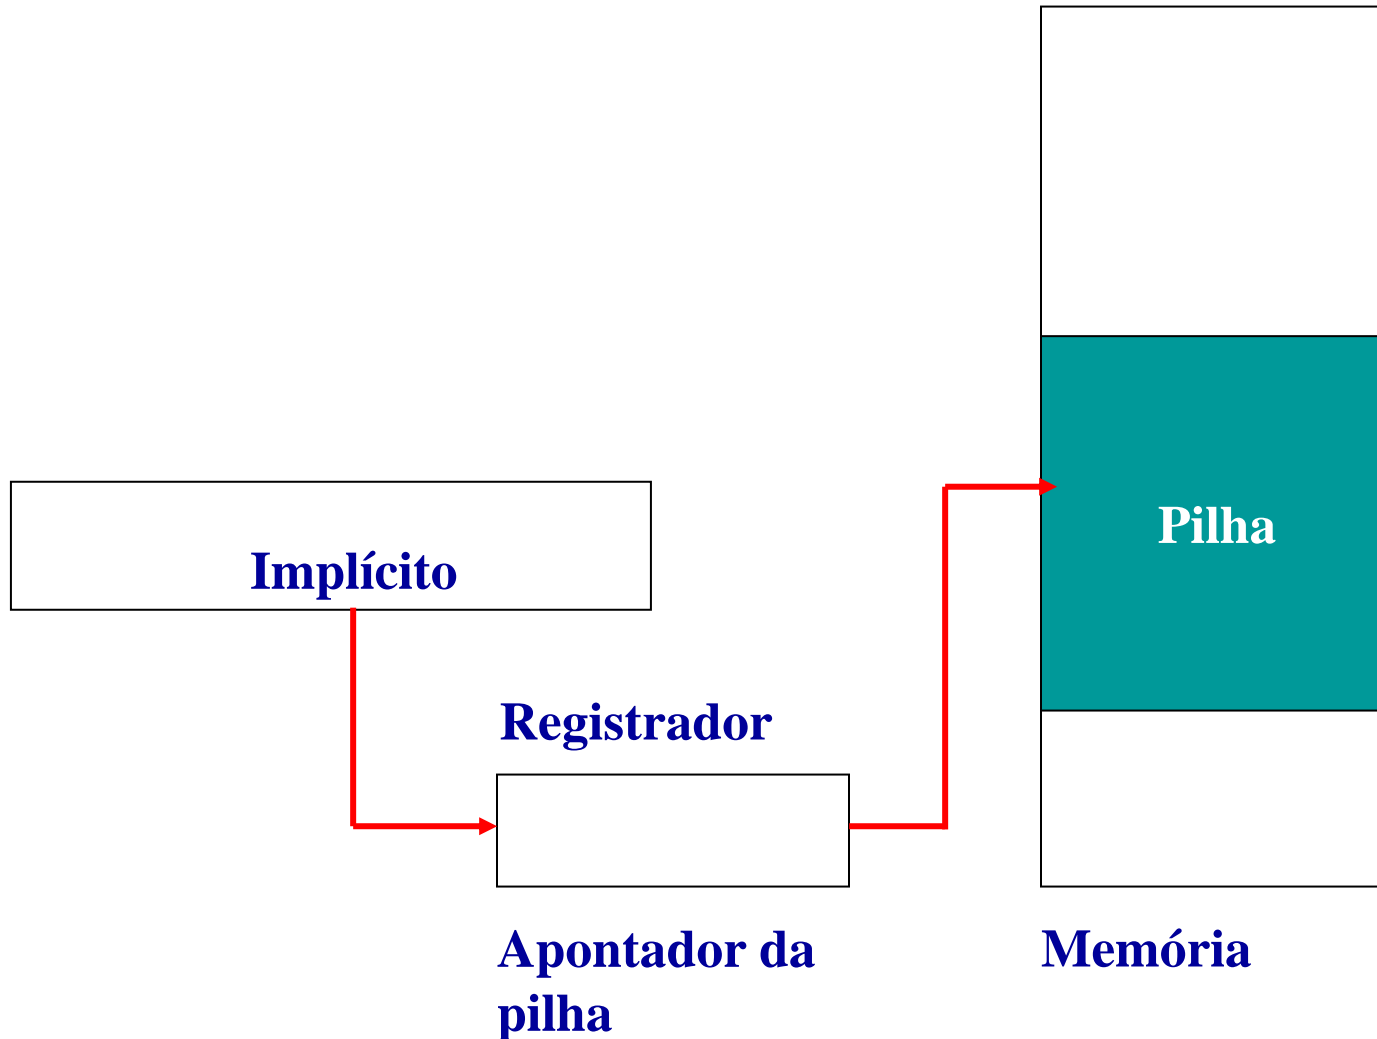 Pilha
Implícito
Registrador
Apontador da
pilha
Memória